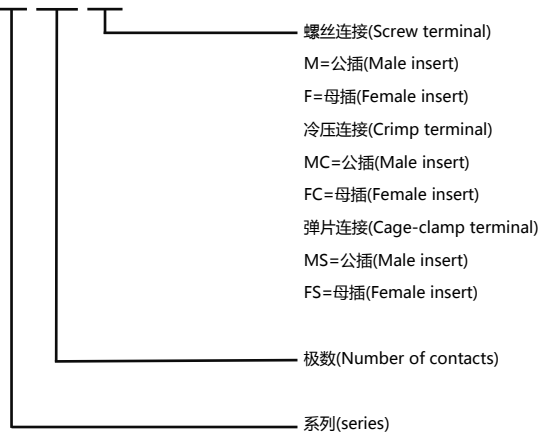 螺丝连接(Screw terminal)
M=公插(Male insert)
F=母插(Female insert)
冷压连接(Crimp terminal)
MC=公插(Male insert)
FC=母插(Female insert)
弹片连接(Cage-clamp terminal)
MS=公插(Male insert)
FS=母插(Female insert)
极数(Number of contacts)
系列(series)